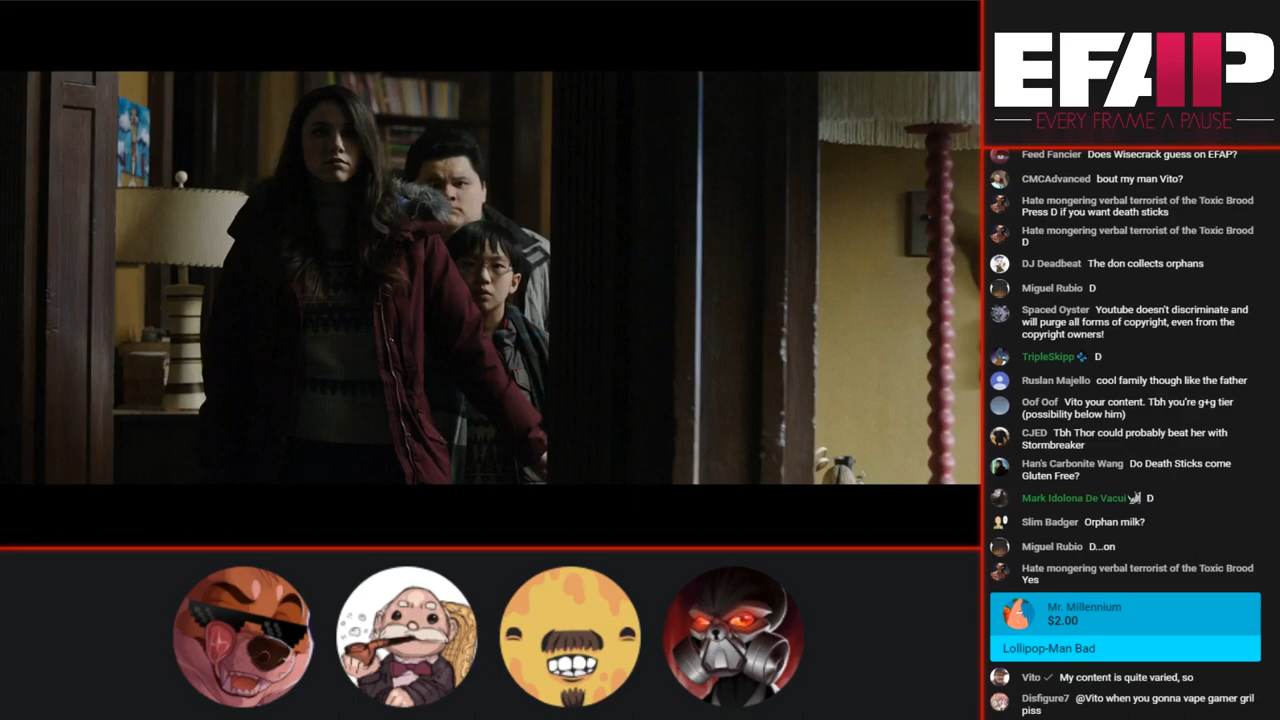 EFAP
EVERY FRAME A PAUSE
Feed Fancier Does Wisecrack guess on EFAP?
CMCAdvanced bout my man Vito?
Hate mongering verbal terrorist of the Toxic Brood
Press D if you want death sticks
Hate mongering verbal terrorist of the Toxic Brood
D
DJ Deadbeat The don collects orphans
Miguel Rubio D
Spaced Oyster Youtube doesn't discriminate and
will purge all forms of copyright, even from the
copyright owners!
TripleSkipp D
Ruslan Majello cool family though like the father
Oof Oof Vito your content. Tbh you're g+g tier
(possibility below him)
CJED Tbh Thor could probably beat her with
Stormbreaker
Han's Carbonite Wang Do Death Sticks come
Gluten Free?
Mark Idolona De Vacui D
Slim Badger Orphan milk?
Miguel Rubio D...on
Hate mongering verbal terrorist of the Toxic Brood
Yes
Mr. Millennium
$2.00
Lollipop-Man Bad
Vito ✓ My content is quite varied, so
Disfigure7 @Vito when you gonna vape gamer gril
piss